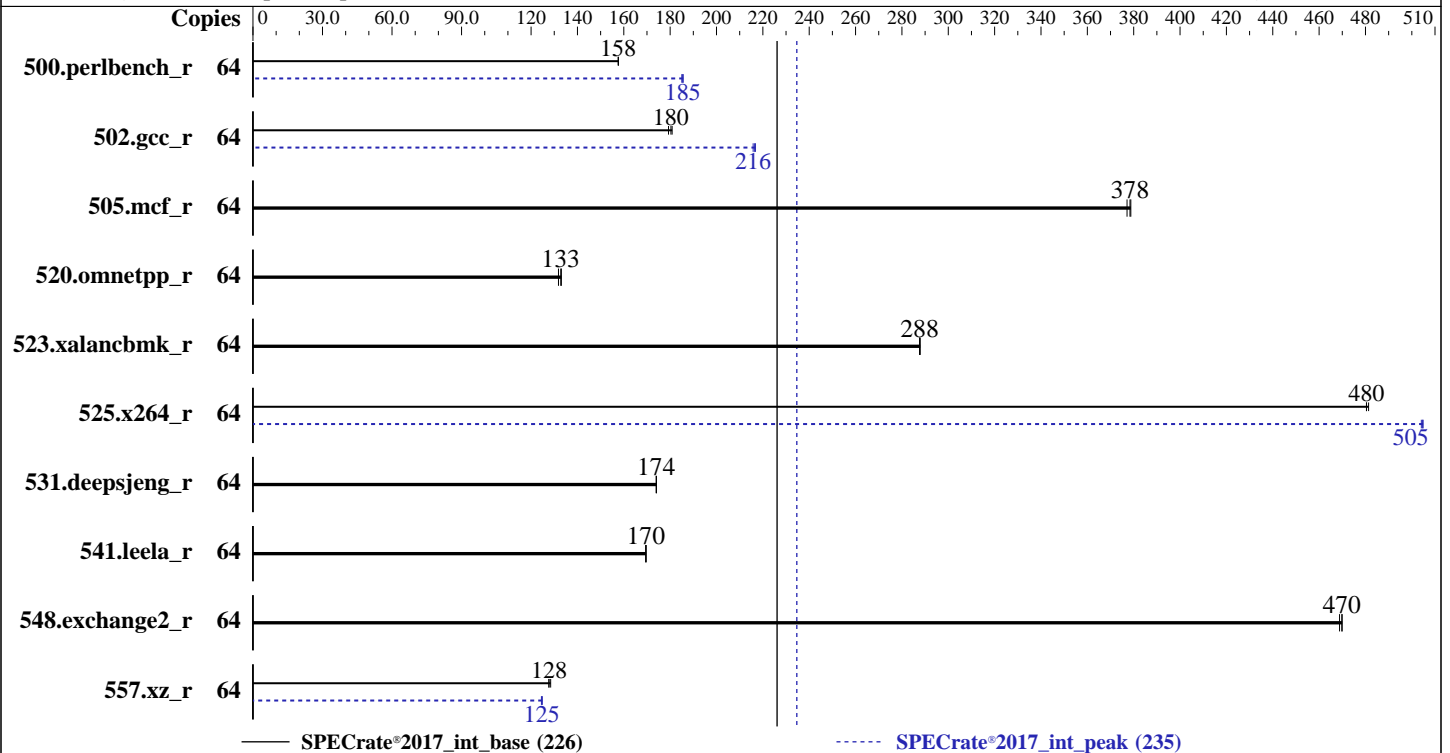 Copies 0 30.0 60.0 90.0 120 140 160 180 200 220 240 260 280 300 320 340 360 380 400 420 440 460 480 510
158
500.perlbench_r 64
185
180
502.gcc_r 64
216
378
505.mcf_r 64
133
520.omnetpp_r 64
288
523.xalancbmk_r 64
480
525.x264_r 64
505
174
531.deepsjeng_r 64
170
541.leela_r 64
470
548.exchange2_r 64
128
557.xz_r 64
125
SPECrate®2017_int_base (226) SPECrate®2017_int_peak (235)